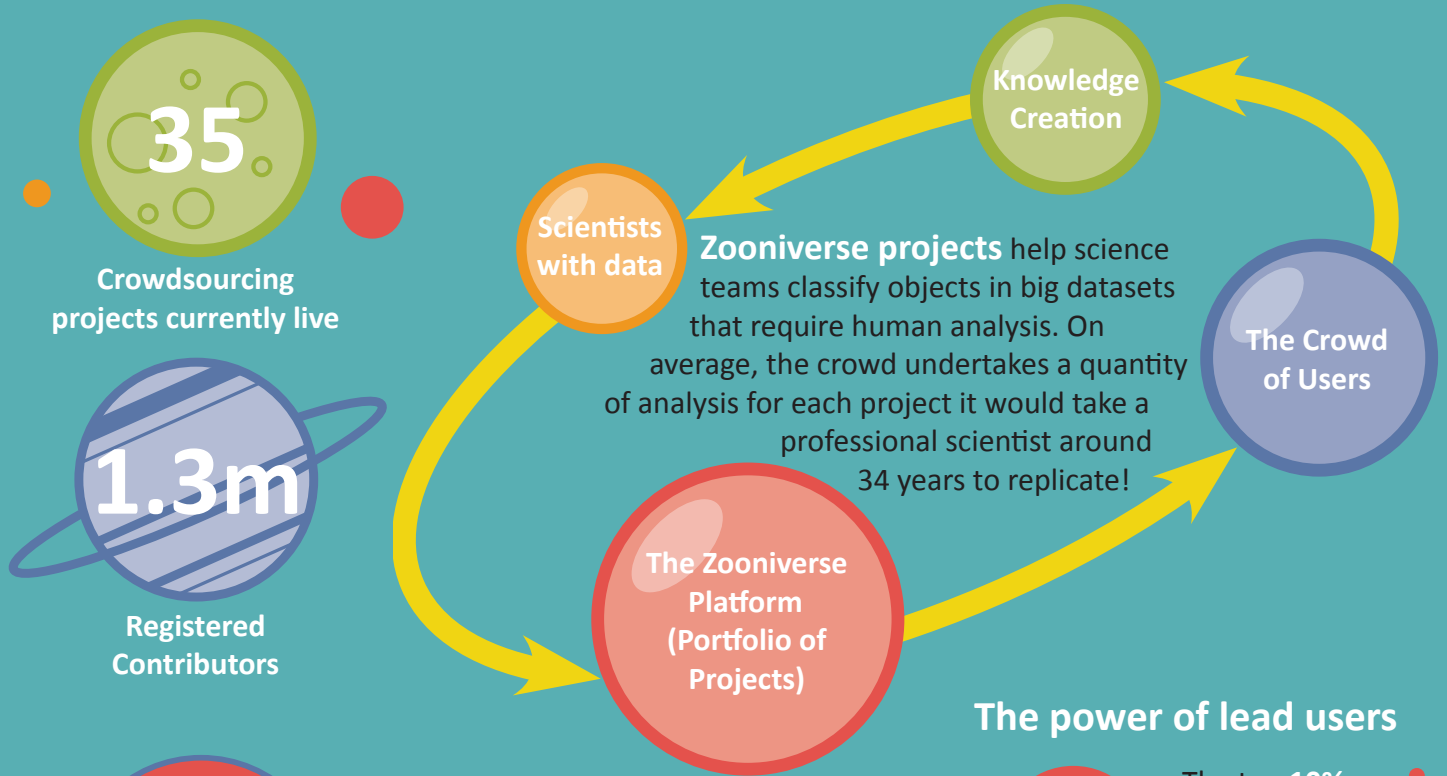 35
Crowdsourcing
projects currently live
1.3m
Registered
Contributors
Knowledge
Creation
Scientists
with data
Zooniverse projects help science
teams classify objects in big datasets
that require human analysis. On
average, the crowd undertakes a quantity
of analysis for each project it would take a
professional scientist around
34 years to replicate!
The Crowd
of Users
The Zooniverse
Platform
(Portfolio of
Projects)
The power of lead users